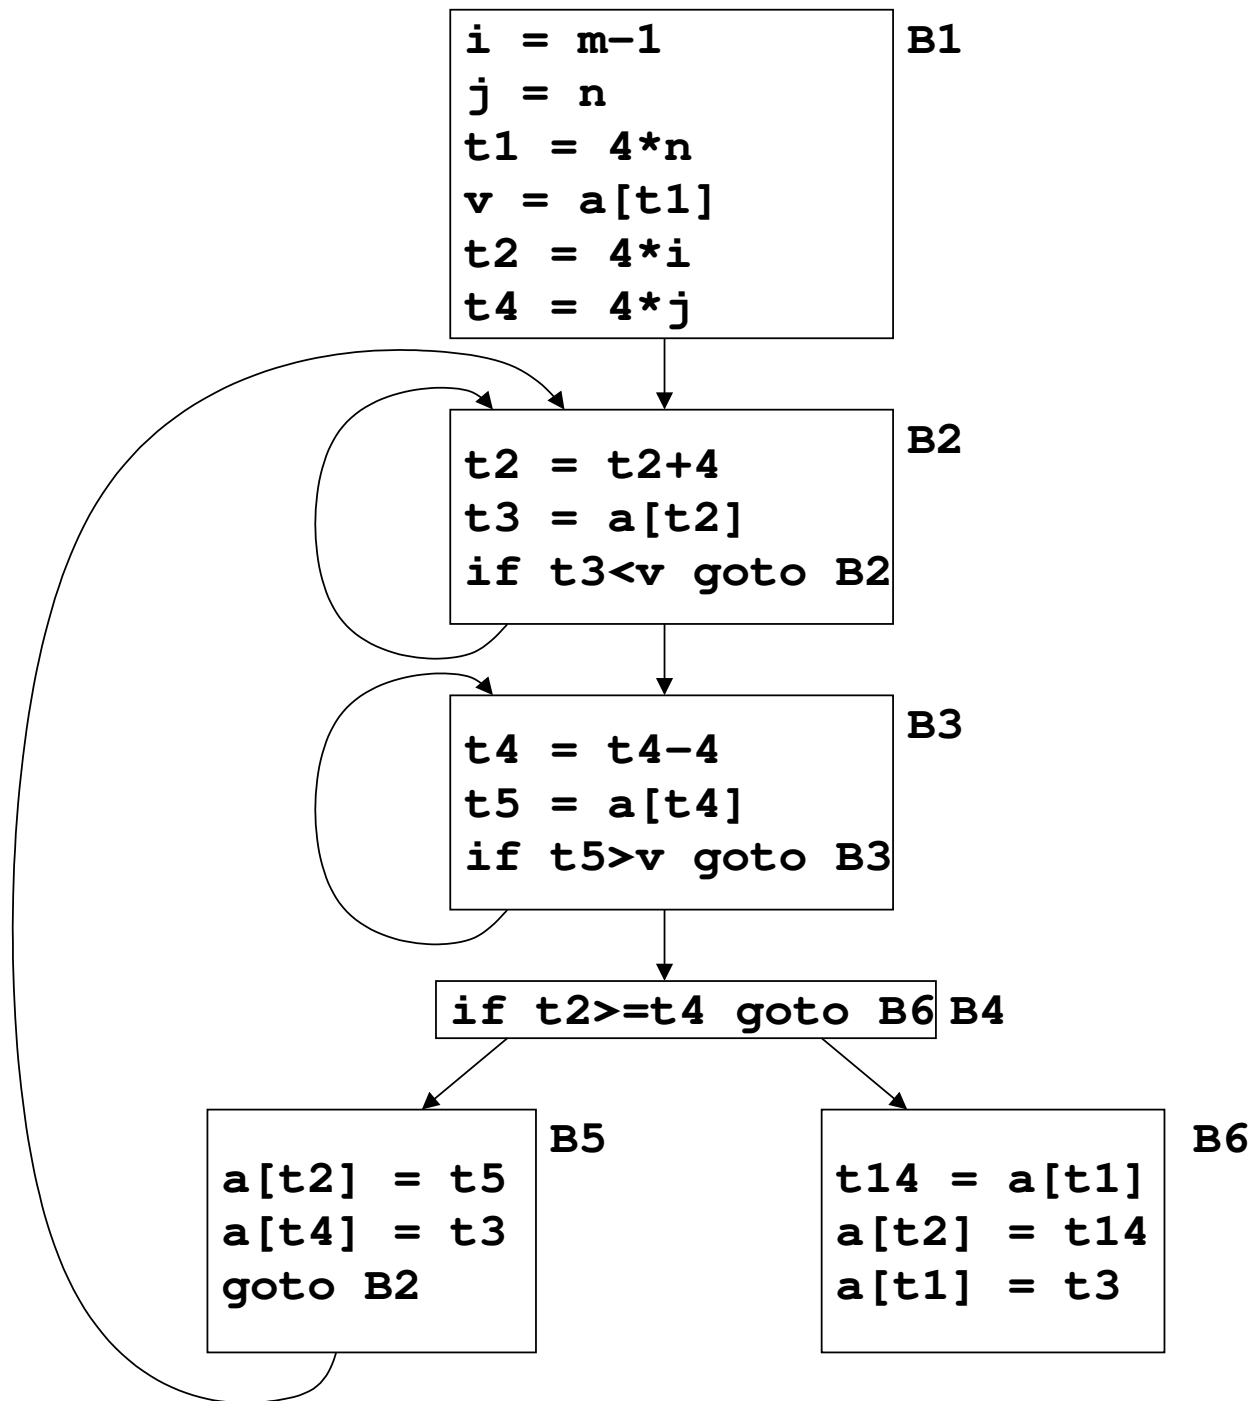 i = m-1
B1
j = n
t1 = 4*n
v = a[t1]
t2 = 4*i
t4 = 4*j
B2
t2 = t2+4
t3 = a[t2]
if t3<v goto B2
B3
t4 = t4-4
t5 = a[t4]
if t5>v goto B3
if t2>=t4 goto B6
B4
B5
a[t2] = t5
a[t4] = t3
goto B2
B6
t14 = a[t1]
a[t2] = t14
a[t1] = t3